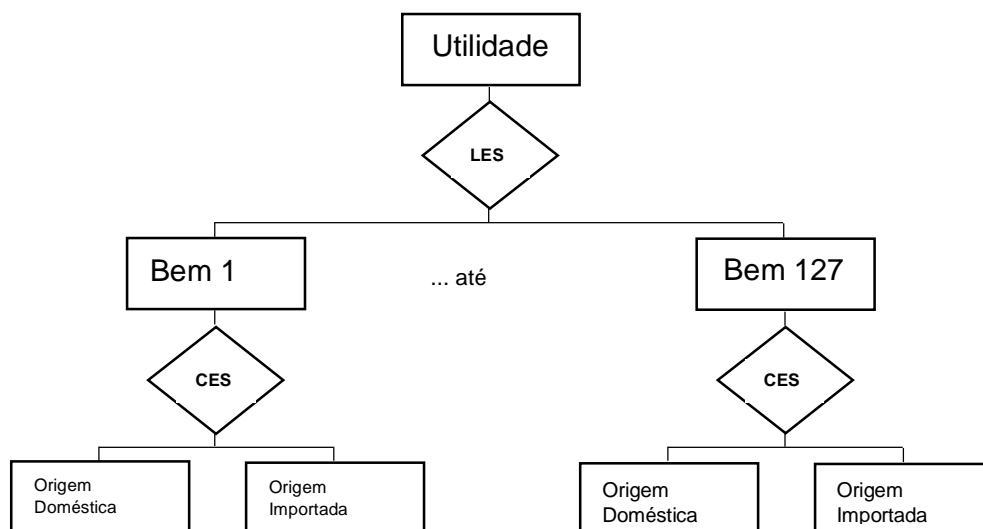 Utilidade
LES
Bem 1
... até
Bem 127
CES
CES
Origem
Doméstica
Origem
Importada
Origem
Doméstica
Origem
Importada